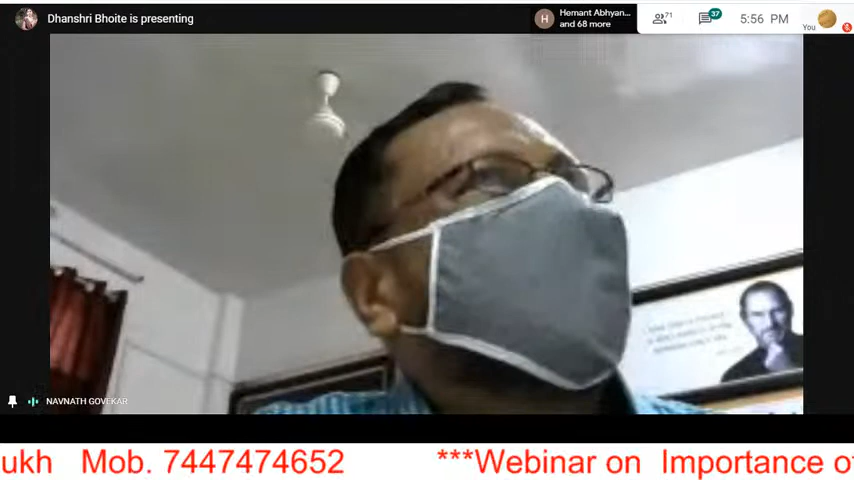 Dhanshri Bhoite is presenting
H
Hemant Abhyan...
and 68 more
71
37
5:56 PM
You
NAVNATH GOVEKAR
ukh Mob. 7447474652 ***Webinar on Importance of